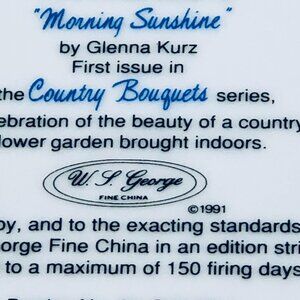 "Morning Sunshine"
by Glenna Kurz
First issue in
the Country Bouquets series,
ebration of the beauty of a country
lower garden brought indoors.
W. S. George
FINE CHINA
©1991
by, and to the exacting standards
orge Fine China in an edition stri
to a maximum of 150 firing days